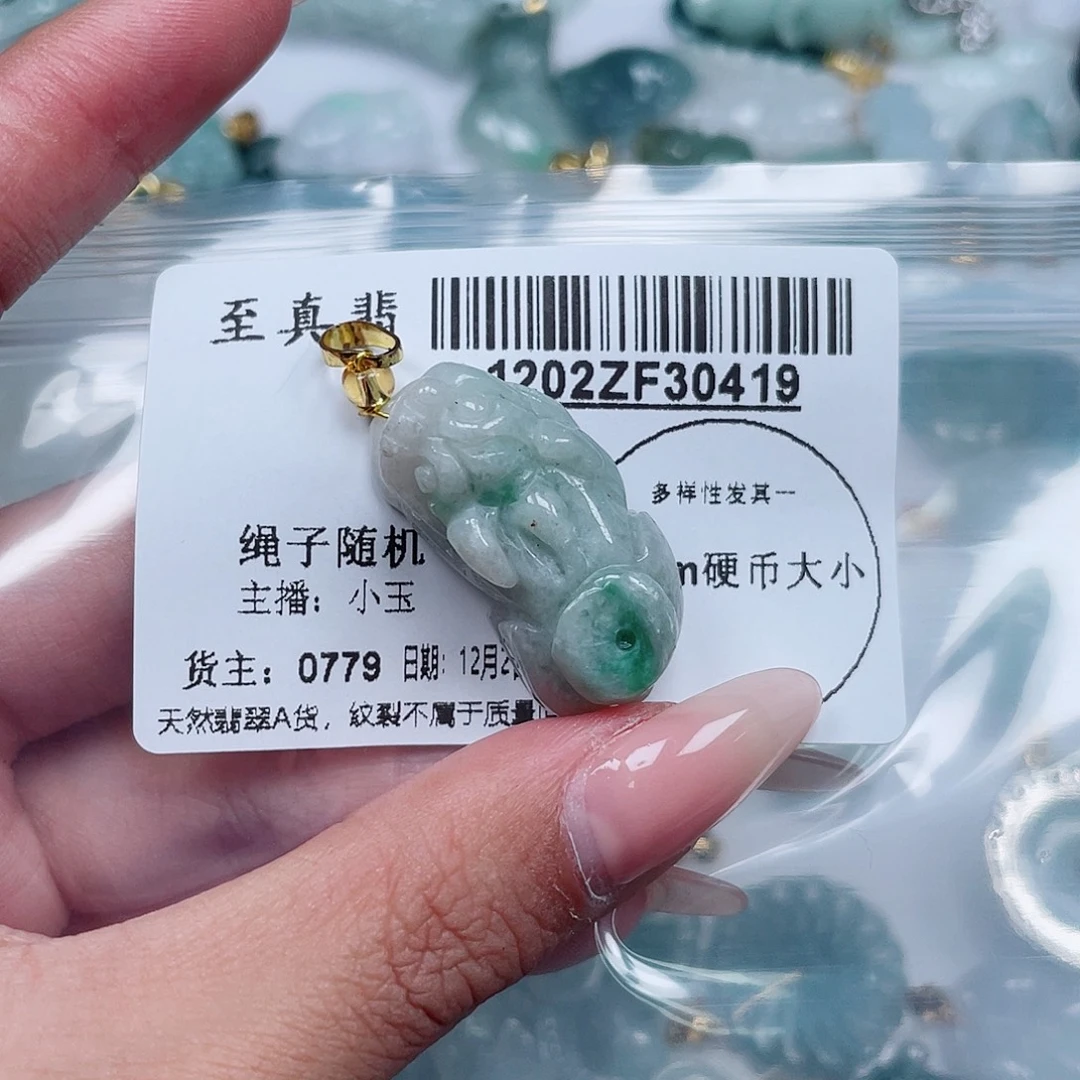 至真翡
1202ZF30419
多样性发其一
绳子随机
m硬币大小
主播：小玉
货主：0779 日期：12月2
天然翡翠A货，纹裂不属于质量